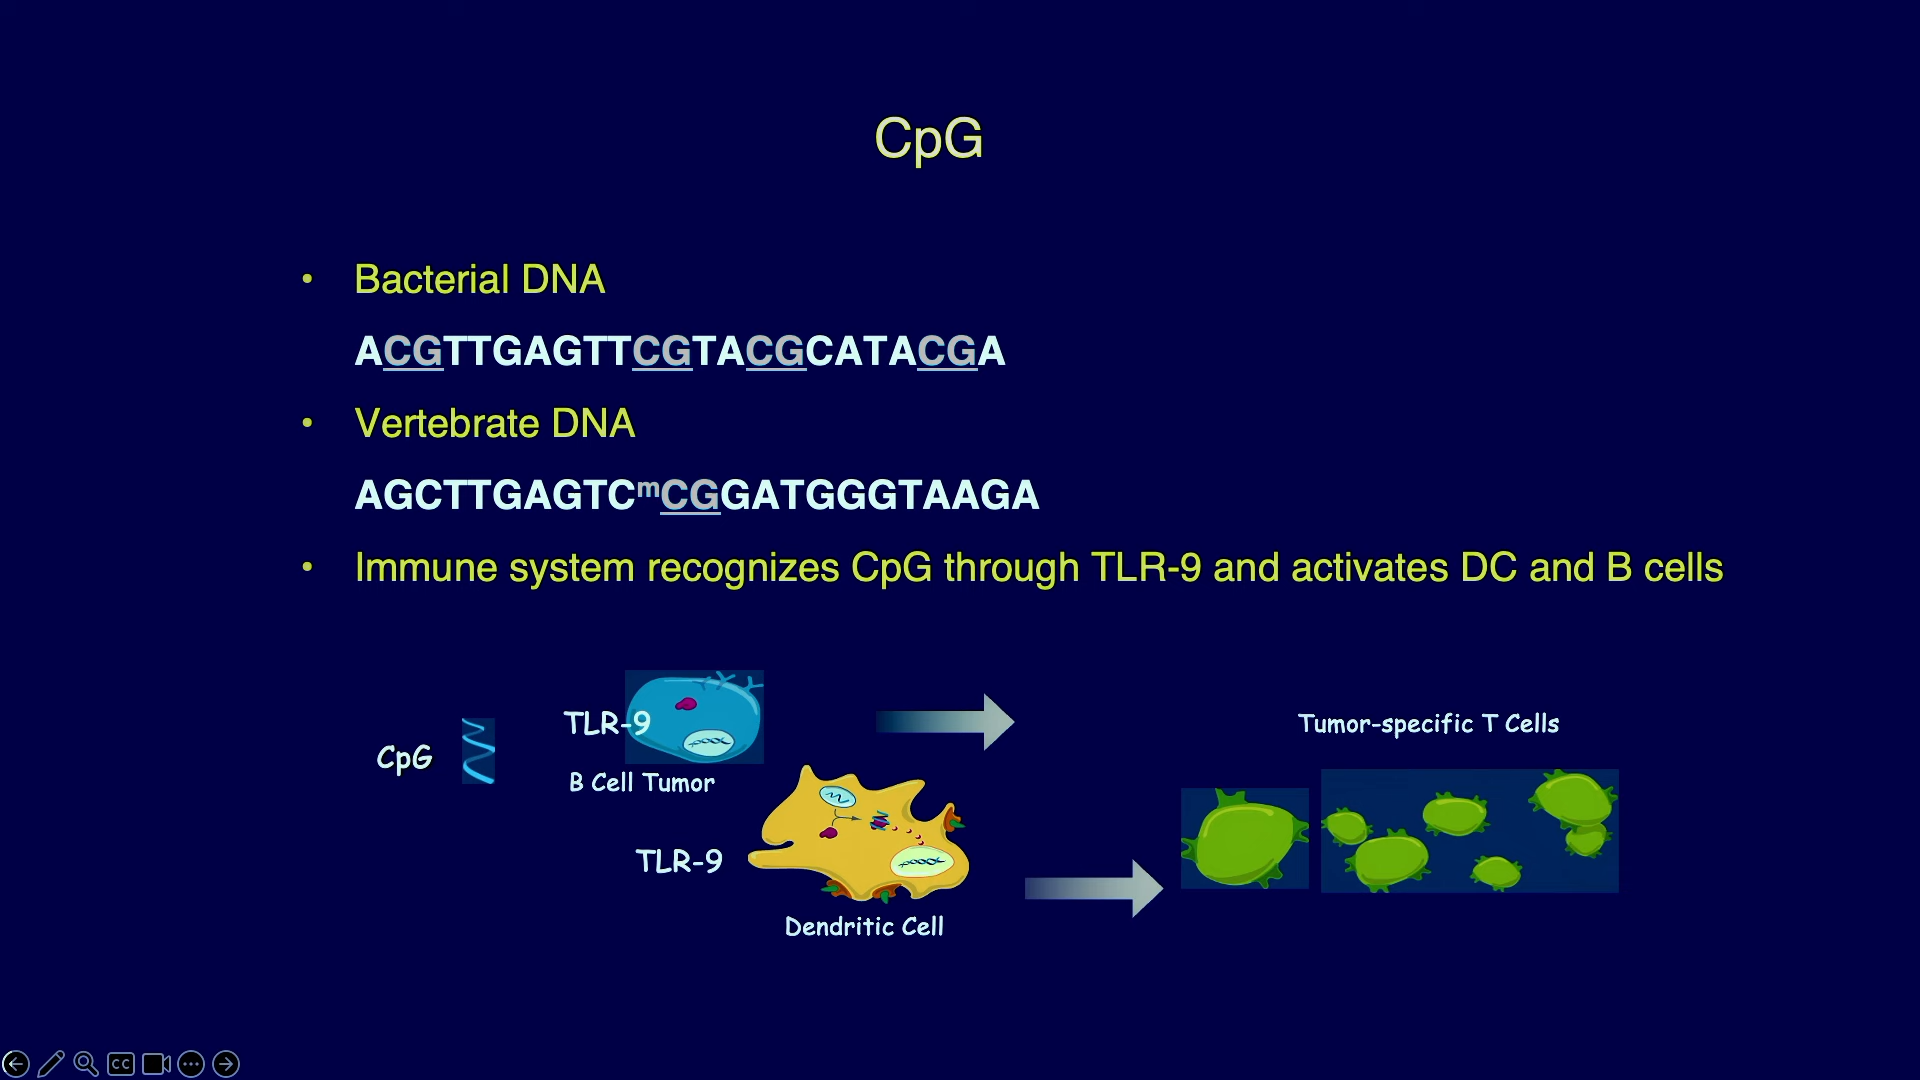 CpG
• Bacterial DNA
ACGTTGAGTTCGTACGCATACGA
• Vertebrate DNA
AGCTTGAGTCᵐCGGATGGGTAAGA
• Immune system recognizes CpG through TLR-9 and activates DC and B cells
CpG
TLR-9
B Cell Tumor
TLR-9
Dendritic Cell
Tumor-specific T Cells
CC